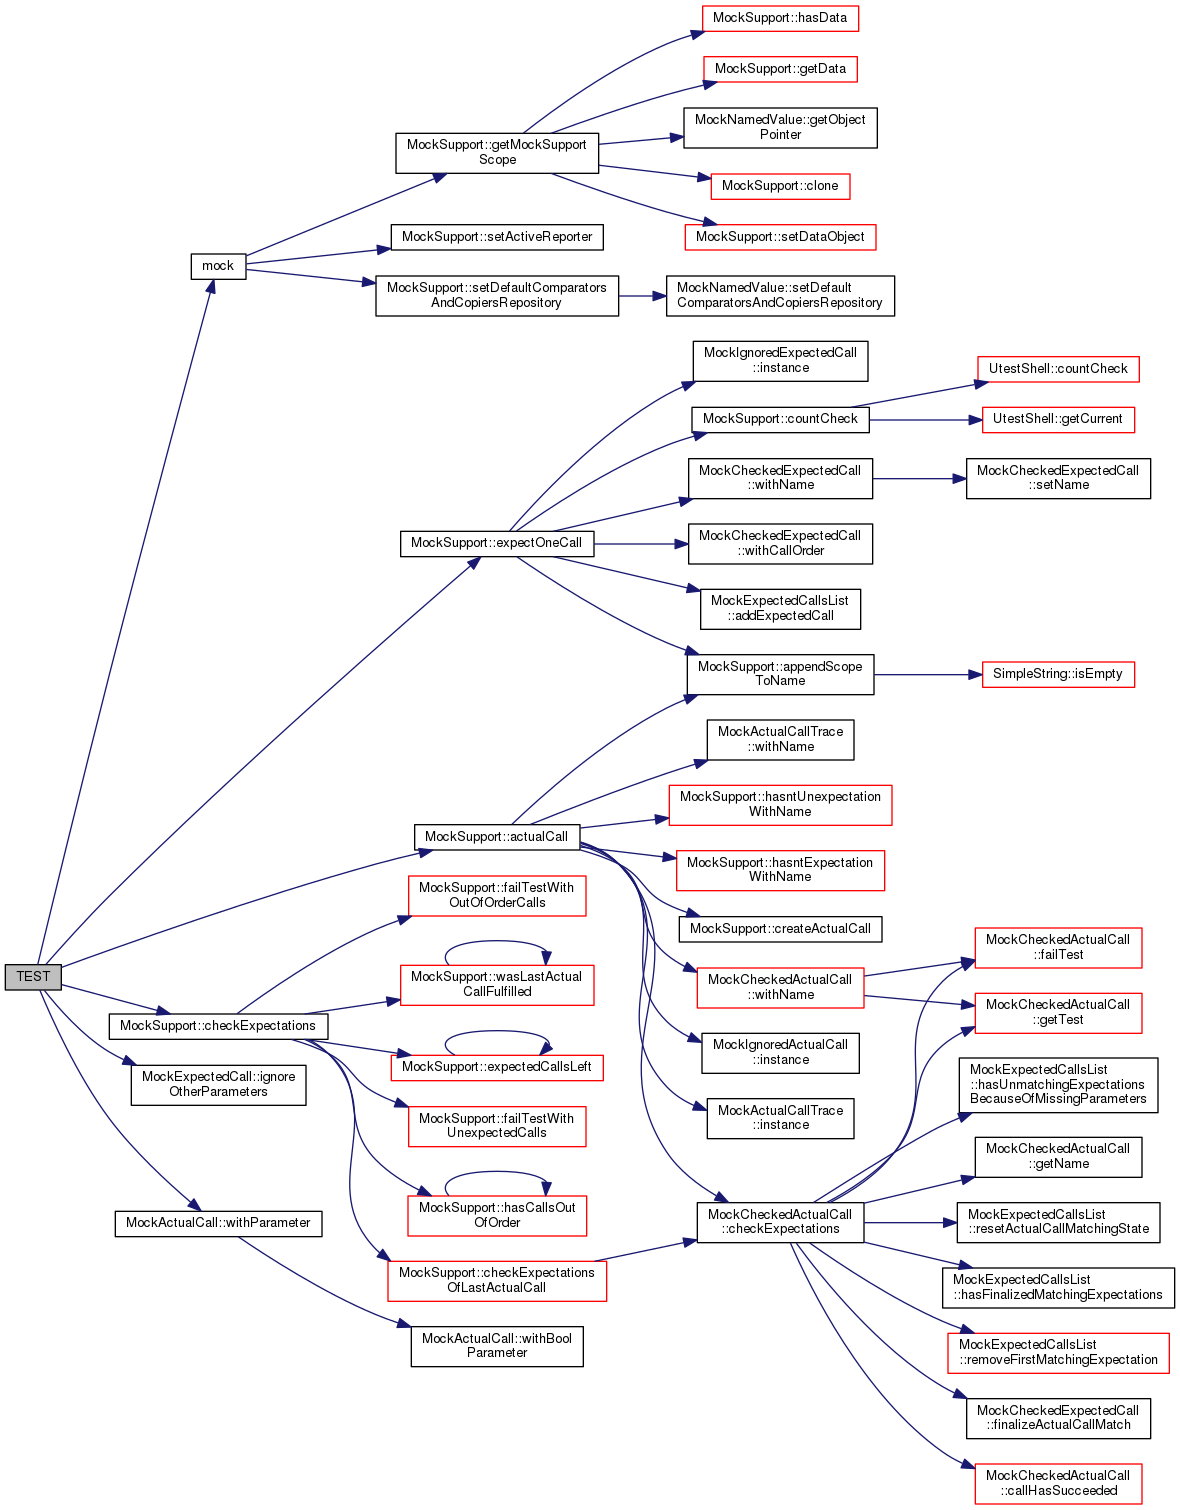 MockSupport::hasData
MockSupport::getData
MockNamedValue::getObject
Pointer
MockSupport::getMockSupport
Scope
MockSupport::clone
MockSupport::setActiveReporter
MockSupport::setDataObject
mock
MockSupport::setDefaultComparators
AndCopiersRepository
MockNamedValue::setDefault
ComparatorsAndCopiersRepository
MockIgnoredExpectedCall
::instance
UtestShell::countCheck
MockSupport::countCheck
UtestShell::getCurrent
MockCheckedExpectedCall
::withName
MockCheckedExpectedCall
::setName
MockSupport::expectOneCall
MockCheckedExpectedCall
::withCallOrder
MockExpectedCallsList
::addExpectedCall
MockSupport::appendScope
ToName
SimpleString::isEmpty
MockActualCallTrace
::withName
MockSupport::hasntUnexpectation
WithName
MockSupport::actualCall
MockSupport::hasntExpectation
WithName
MockSupport::failTestWith
OutOfOrderCalls
MockSupport::createActualCall
MockCheckedActualCall
::failTest
TEST
MockSupport::wasLastActual
CallFulfilled
MockCheckedActualCall
::withName
MockCheckedActualCall
::getTest
MockSupport::checkExpectations
MockIgnoredActualCall
::instance
MockSupport::expectedCallsLeft
MockExpectedCall::ignore
OtherParameters
MockExpectedCallsList
::hasUnmatchingExpectations
BecauseOfMissingParameters
MockActualCallTrace
::instance
MockSupport::failTestWith
UnexpectedCalls
MockCheckedActualCall
::getName
MockActualCall::withParameter
MockSupport::hasCallsOut
OfOrder
MockCheckedActualCall
::checkExpectations
MockExpectedCallsList
::resetActualCallMatchingState
MockSupport::checkExpectations
OfLastActualCall
MockExpectedCallsList
::hasFinalizedMatchingExpectations
MockActualCall::withBool
Parameter
MockExpectedCallsList
::removeFirstMatchingExpectation
MockCheckedExpectedCall
::finalizeActualCallMatch
MockCheckedActualCall
::callHasSucceeded